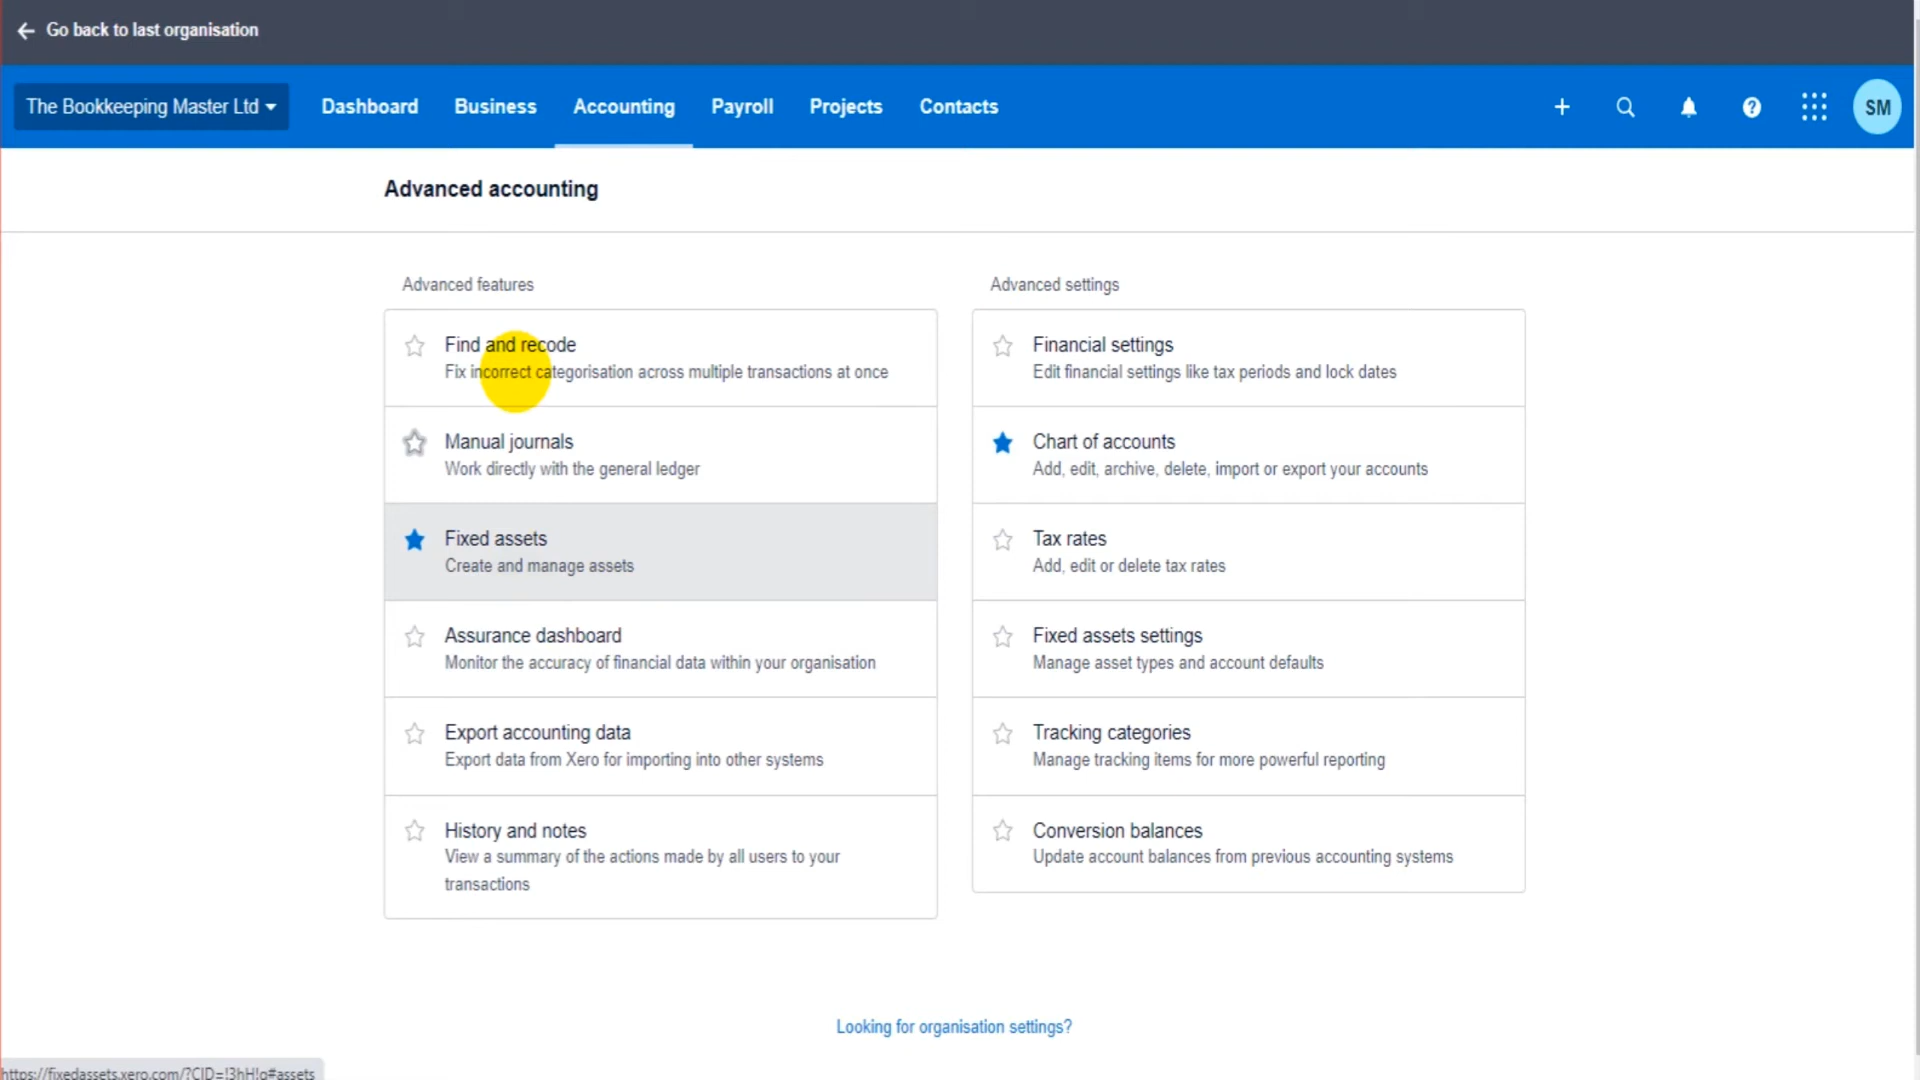 Go back to last organisation
The Bookkeeping Master Ltd Dashboard Business Accounting Payroll Projects Contacts SM
Advanced accounting
Advanced features
Find and recode
Fix incorrect categorisation across multiple transactions at once
Manual journals
Work directly with the general ledger
Fixed assets
Create and manage assets
Assurance dashboard
Monitor the accuracy of financial data within your organisation
Export accounting data
Export data from Xero for importing into other systems
History and notes
View a summary of the actions made by all users to your
transactions
Advanced settings
Financial settings
Edit financial settings like tax periods and lock dates
Chart of accounts
Add, edit, archive, delete, import or export your accounts
Tax rates
Add, edit or delete tax rates
Fixed assets settings
Manage asset types and account defaults
Tracking categories
Manage tracking items for more powerful reporting
Conversion balances
Update account balances from previous accounting systems
Looking for organisation settings?
https://fixedassets.xero.com/?CID=!3hH!q#assets